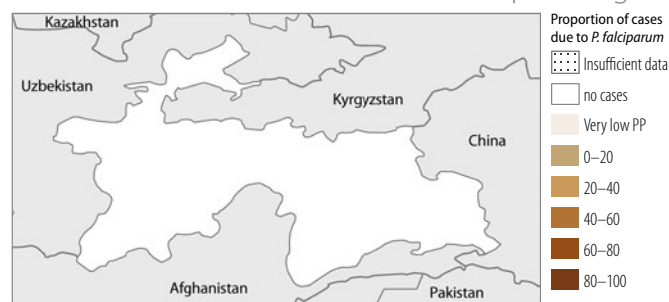 Kazakhstan
Uzbekistan
Kyrgyzstan
China
Afghanistan
Pakistan
Proportion of cases
due to P. falciparum
Insufficient data
no cases
Very low PP
0–20
20–40
40–60
60–80
80–100